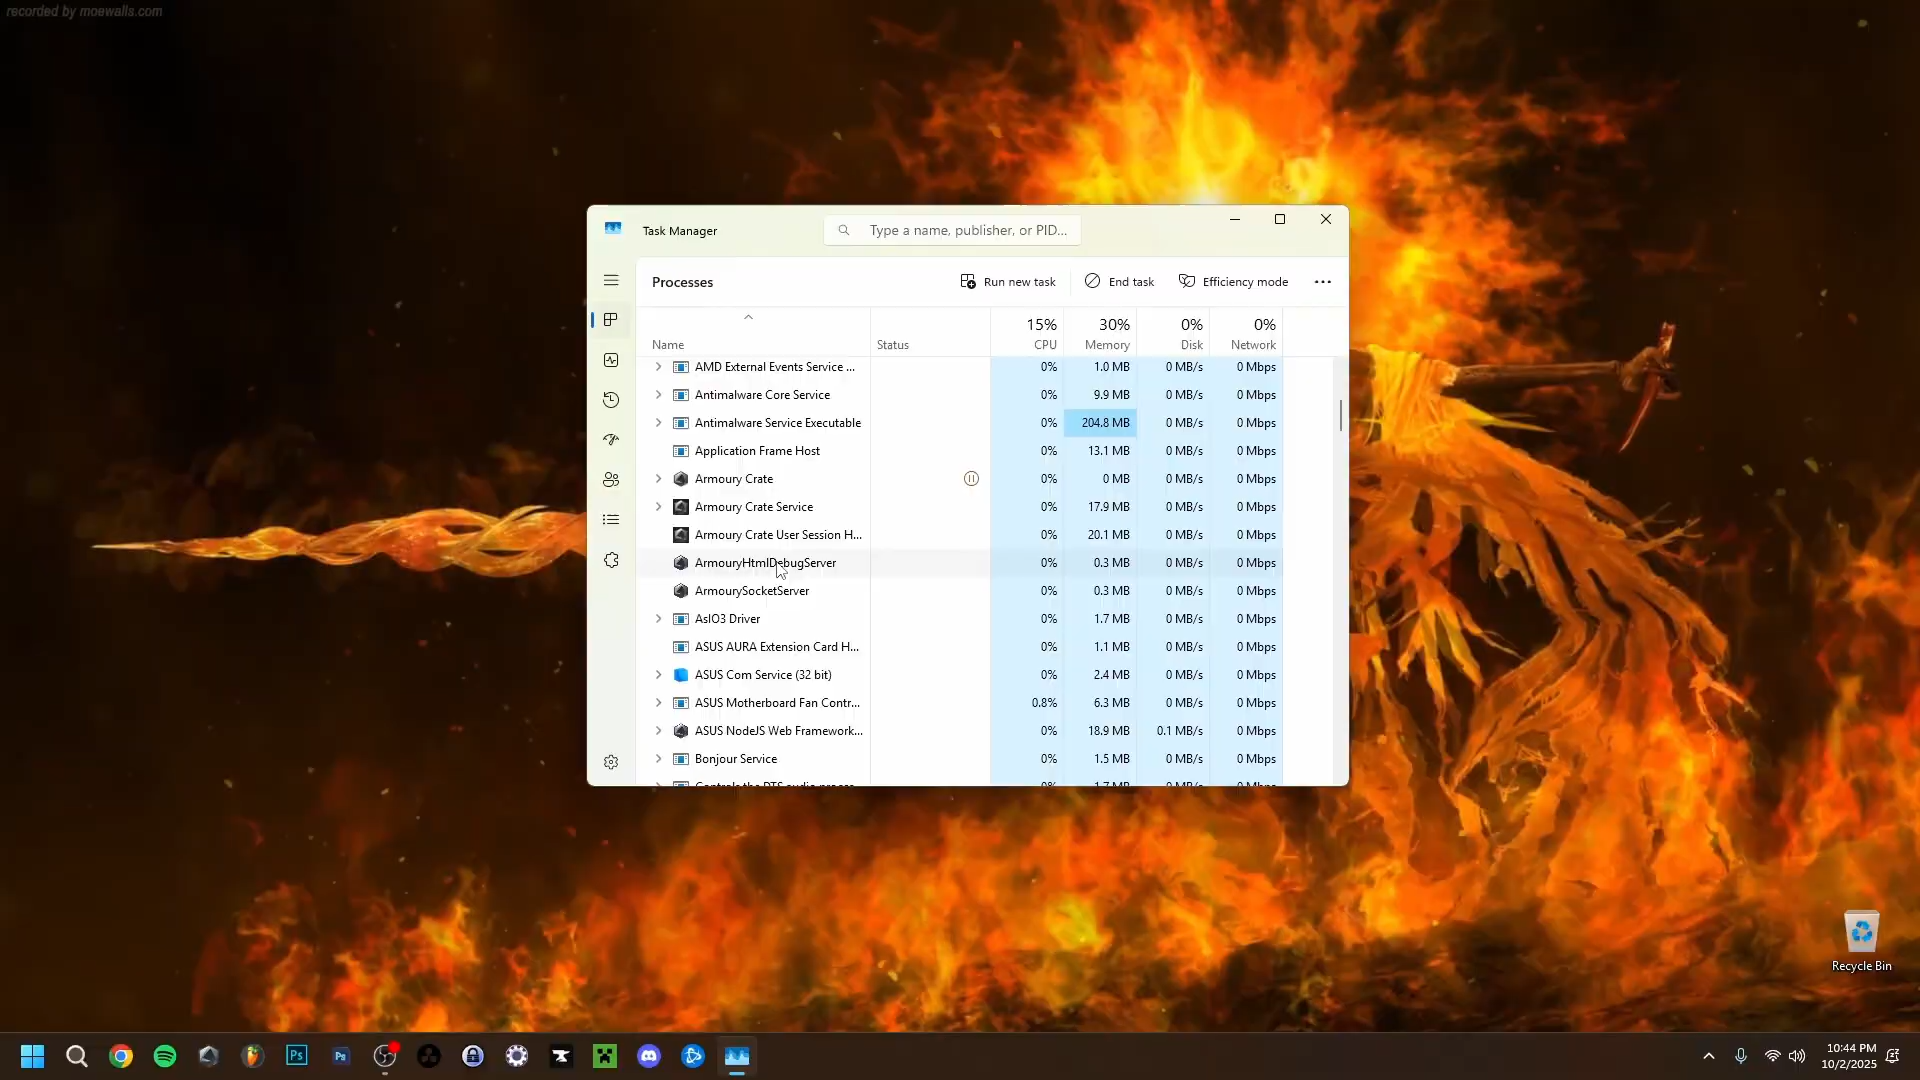 recorded by moewalls.com
Task Manager
Type a name, publisher, or PID...
Processes
Run new task
End task
Efficiency mode
15% 30% 0% 0%
Name Status CPU Memory Disk Network
AMD External Events Service ... 0% 1.0 MB 0 MB/s 0 Mbps
Antimalware Core Service 0% 9.9 MB 0 MB/s 0 Mbps
Antimalware Service Executable 0% 204.8 MB 0 MB/s 0 Mbps
Application Frame Host 0% 13.1 MB 0 MB/s 0 Mbps
Armoury Crate 0% 0 MB 0 MB/s 0 Mbps
Armoury Crate Service 0% 17.9 MB 0 MB/s 0 Mbps
Armoury Crate User Session H... 0% 20.1 MB 0 MB/s 0 Mbps
ArmouryHtmlDebugServer 0% 0.3 MB 0 MB/s 0 Mbps
ArmourySocketServer 0% 0.3 MB 0 MB/s 0 Mbps
AsIO3 Driver 0% 1.7 MB 0 MB/s 0 Mbps
ASUS AURA Extension Card H... 0% 1.1 MB 0 MB/s 0 Mbps
ASUS Com Service (32 bit) 0% 2.4 MB 0 MB/s 0 Mbps
ASUS Motherboard Fan Contr... 0.8% 6.3 MB 0 MB/s 0 Mbps
ASUS NodeJS Web Framework... 0% 18.9 MB 0.1 MB/s 0 Mbps
Bonjour Service 0% 1.5 MB 0 MB/s 0 Mbps
Recycle Bin
Ps
Ps
10:44 PM
10/2/2025